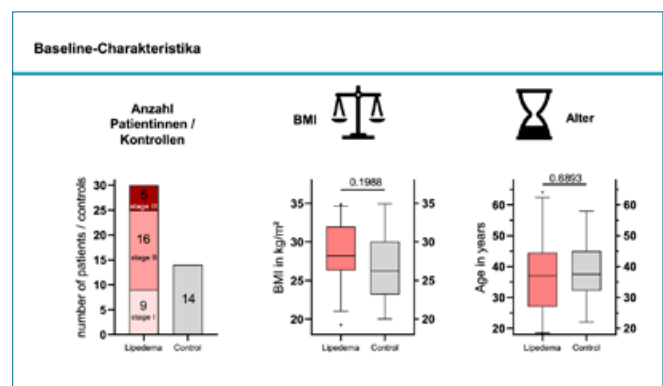 Baseline-Charakteristika
Anzahl
Patientinnen /
Kontrollen
number of patients / controls
30
25
20
15
10
5
0
5
stage III
16
stage II
9
stage I
14
Lipedema
Control
BMI
0.1988
BMI in kg/m²
35
30
25
20
35
30
25
20
Lipedema
Control
Alter
0.6893
Age in years
60
50
40
30
20
60
50
40
30
20
Lipedema
Control